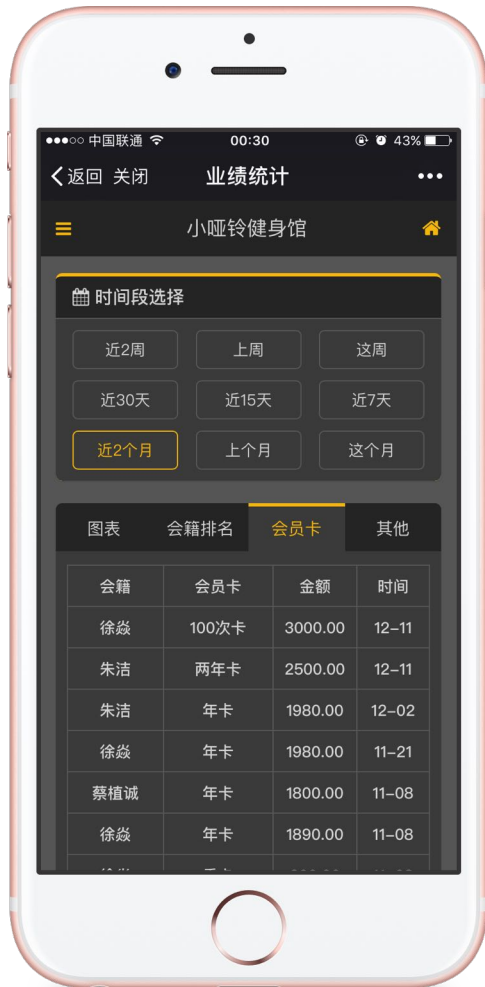 中国联通 00:30 43%
返回 关闭 业绩统计
小哑铃健身馆
时间段选择
近2周 上周 这周
近30天 近15天 近7天
近2个月 上个月 这个月
图表 会籍排名 会员卡 其他
会籍 会员卡 金额 时间
徐焱 100次卡 3000.00 12-11
朱洁 两年卡 2500.00 12-11
朱洁 年卡 1980.00 12-02
徐焱 年卡 1980.00 11-21
蔡植诚 年卡 1800.00 11-08
徐焱 年卡 1890.00 11-08